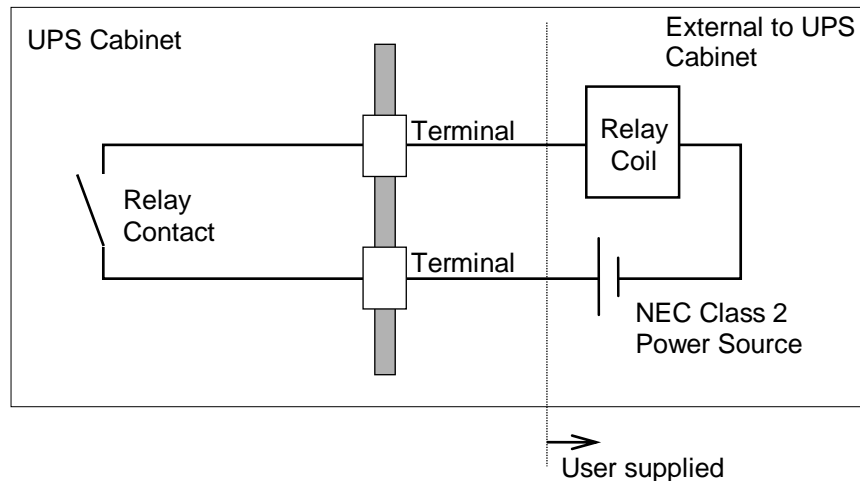 UPS Cabinet
External to UPS
Cabinet
Terminal
Relay
Coil
Relay
Contact
Terminal
NEC Class 2
Power Source
User supplied